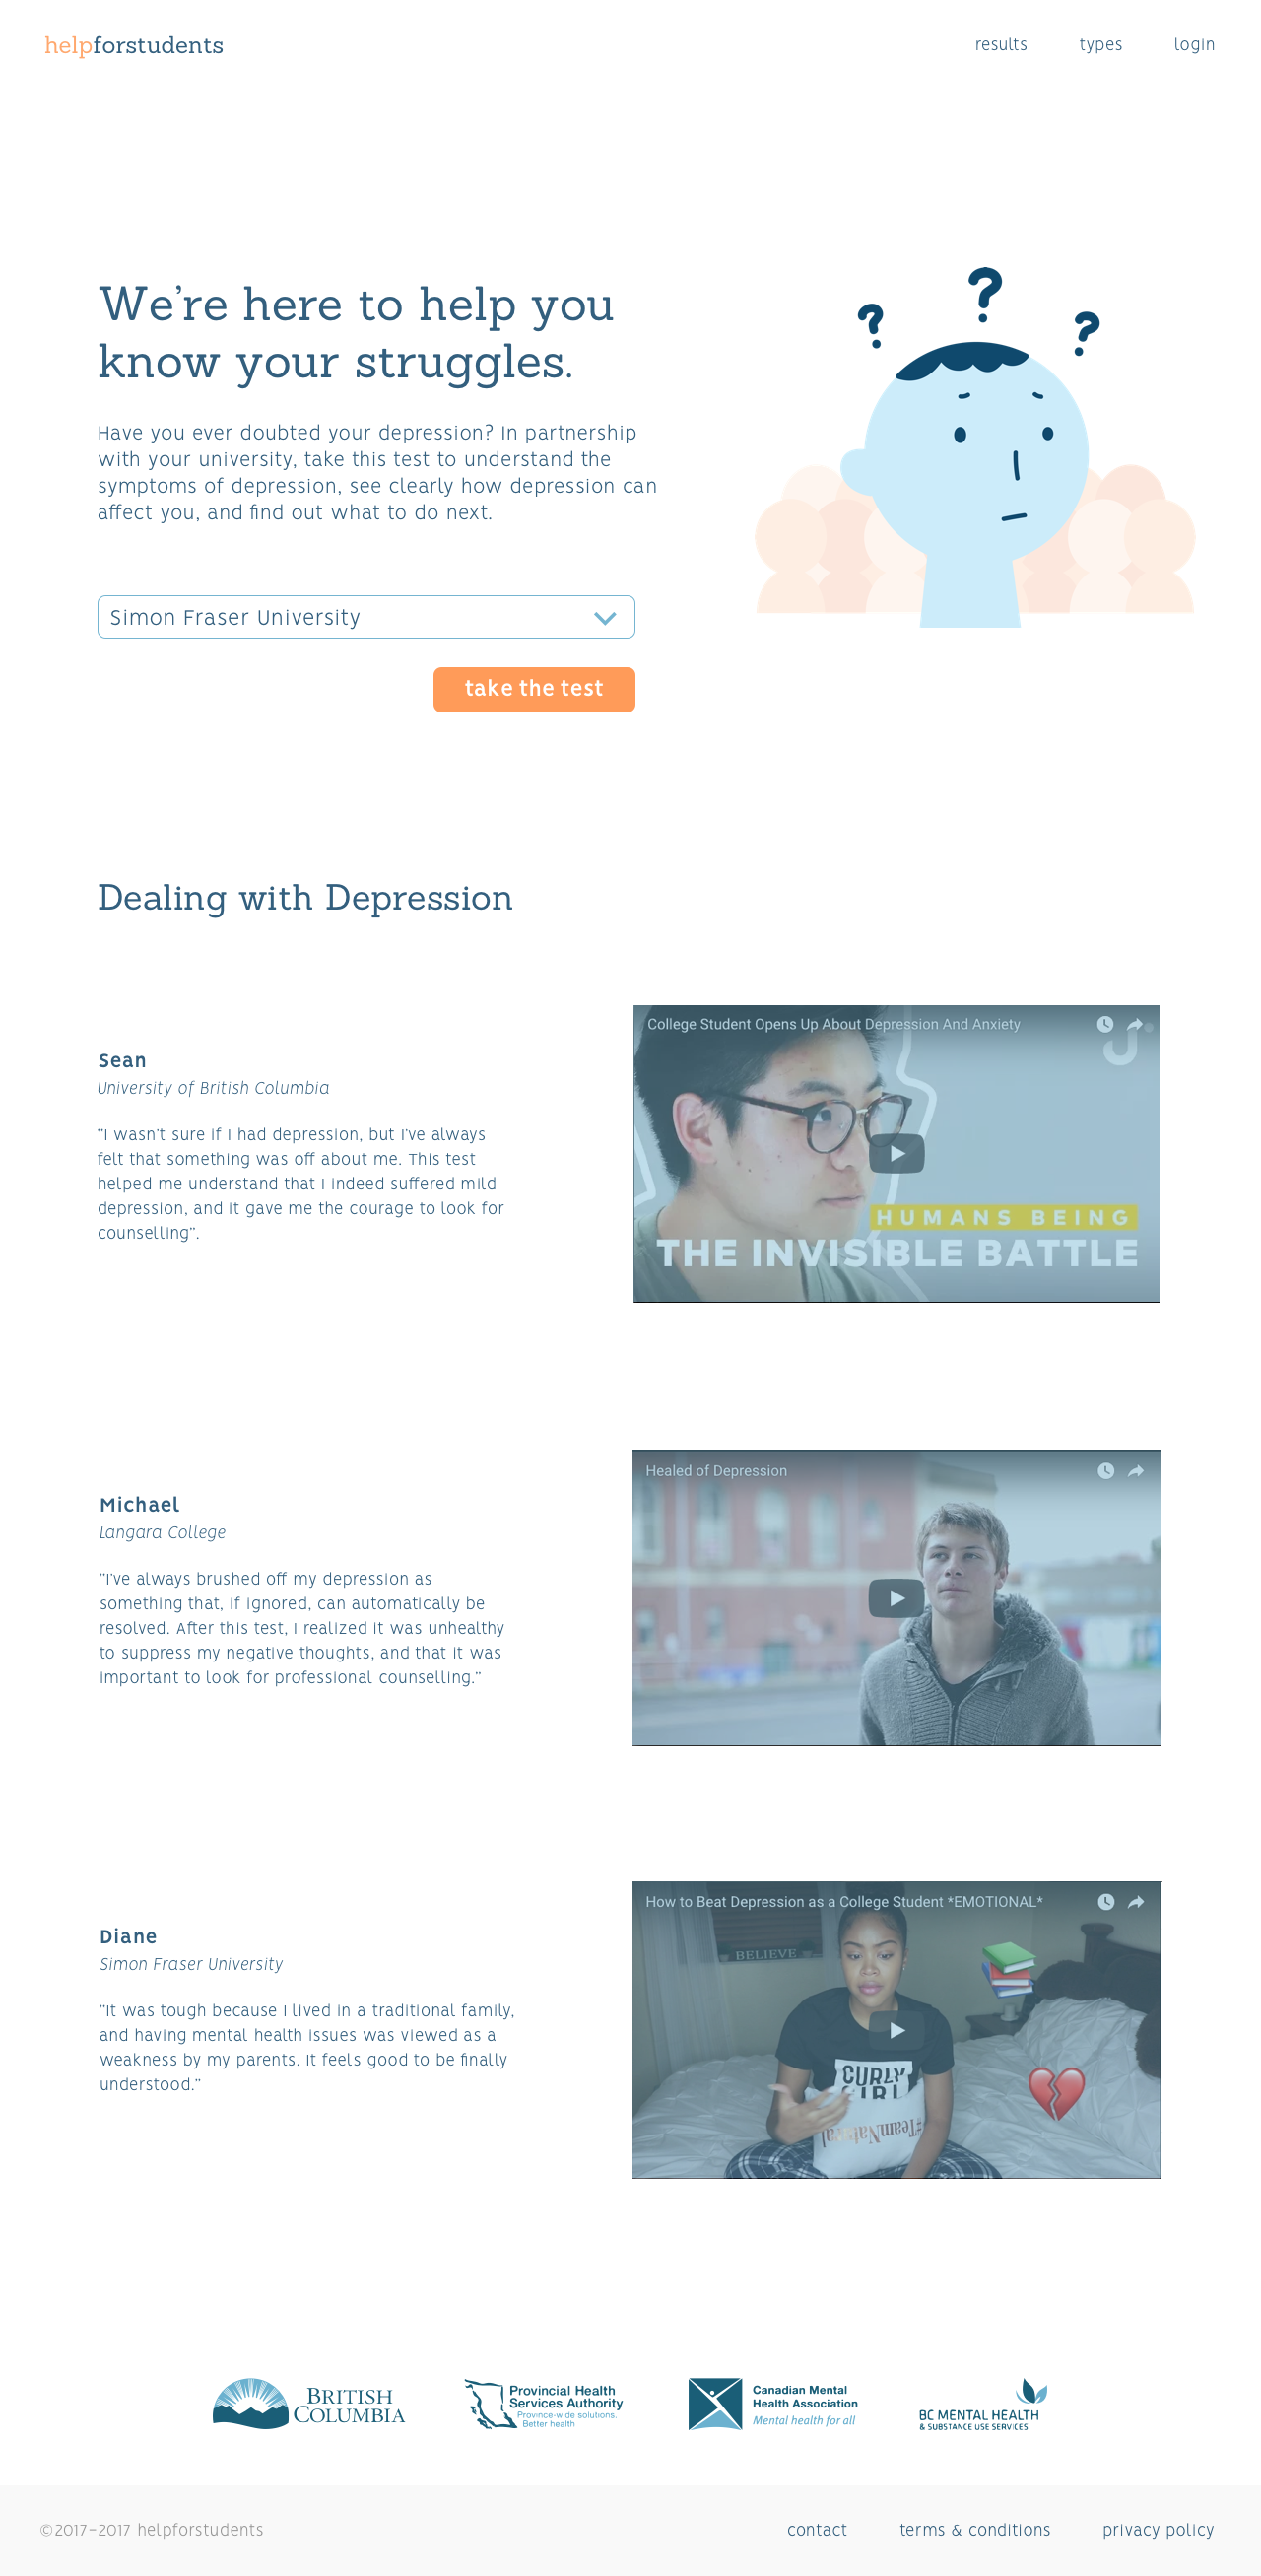 helpforstudents
results types login
We're here to help you
know your struggles.
Have you ever doubted your depression? In partnership
with your university, take this test to understand the
symptoms of depression, see clearly how depression can
affect you, and find out what to do next.
Simon Fraser University
take the test
? ? ?
Dealing with Depression
Sean
University of British Columbia
"I wasn't sure if I had depression, but I've always
felt that something was off about me. This test
helped me understand that I indeed suffered mild
depression, and it gave me the courage to look for
counselling".
College Student Opens Up About Depression And Anxiety
HUMANS BEING
THE INVISIBLE BATTLE
Michael
Langara College
"I've always brushed off my depression as
something that, if ignored, can automatically be
resolved. After this test, I realized it was unhealthy
to suppress my negative thoughts, and that it was
important to look for professional counselling."
Healed of Depression
Diane
Simon Fraser University
"It was tough because I lived in a traditional family,
and having mental health issues was viewed as a
weakness by my parents. It feels good to be finally
understood."
How to Beat Depression as a College Student *EMOTIONAL*
BELIEVE
CURLY
GIRL
#TeamNatural
BRITISH
COLUMBIA
Provincial Health
Services Authority
Province-wide solutions.
Better health
Canadian Mental
Health Association
Mental health for all
BC MENTAL HEALTH
& SUBSTANCE USE SERVICES
©2017-2017 helpforstudents
contact terms & conditions privacy policy